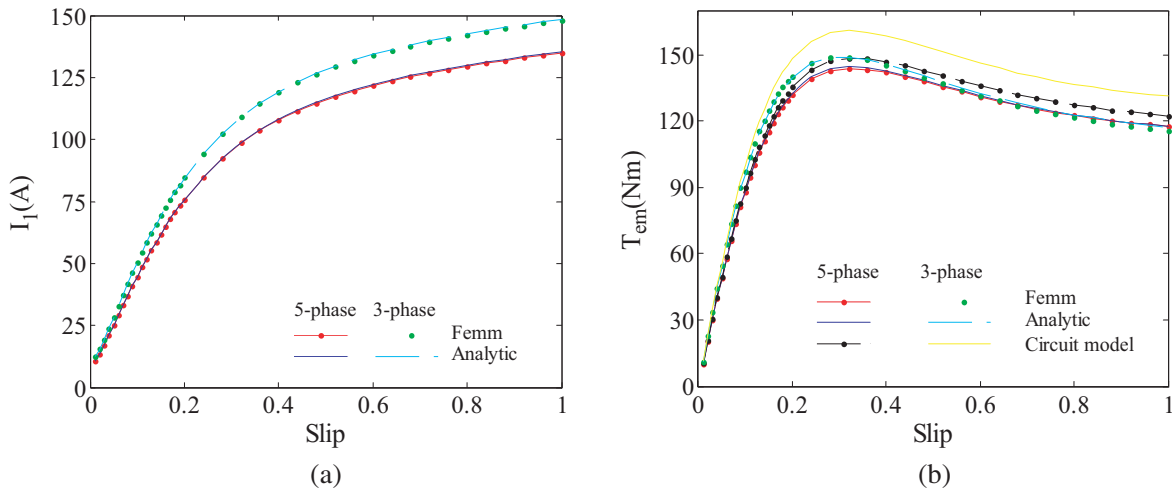 150
125
100
75
50
25
0
I1(A)
5-phase 3-phase
Femm
Analytic
0 0.2 0.4 0.6 0.8 1
Slip
(a)
150
120
90
60
30
0
Tem(Nm)
5-phase 3-phase
Femm
Analytic
Circuit model
0 0.2 0.4 0.6 0.8 1
Slip
(b)